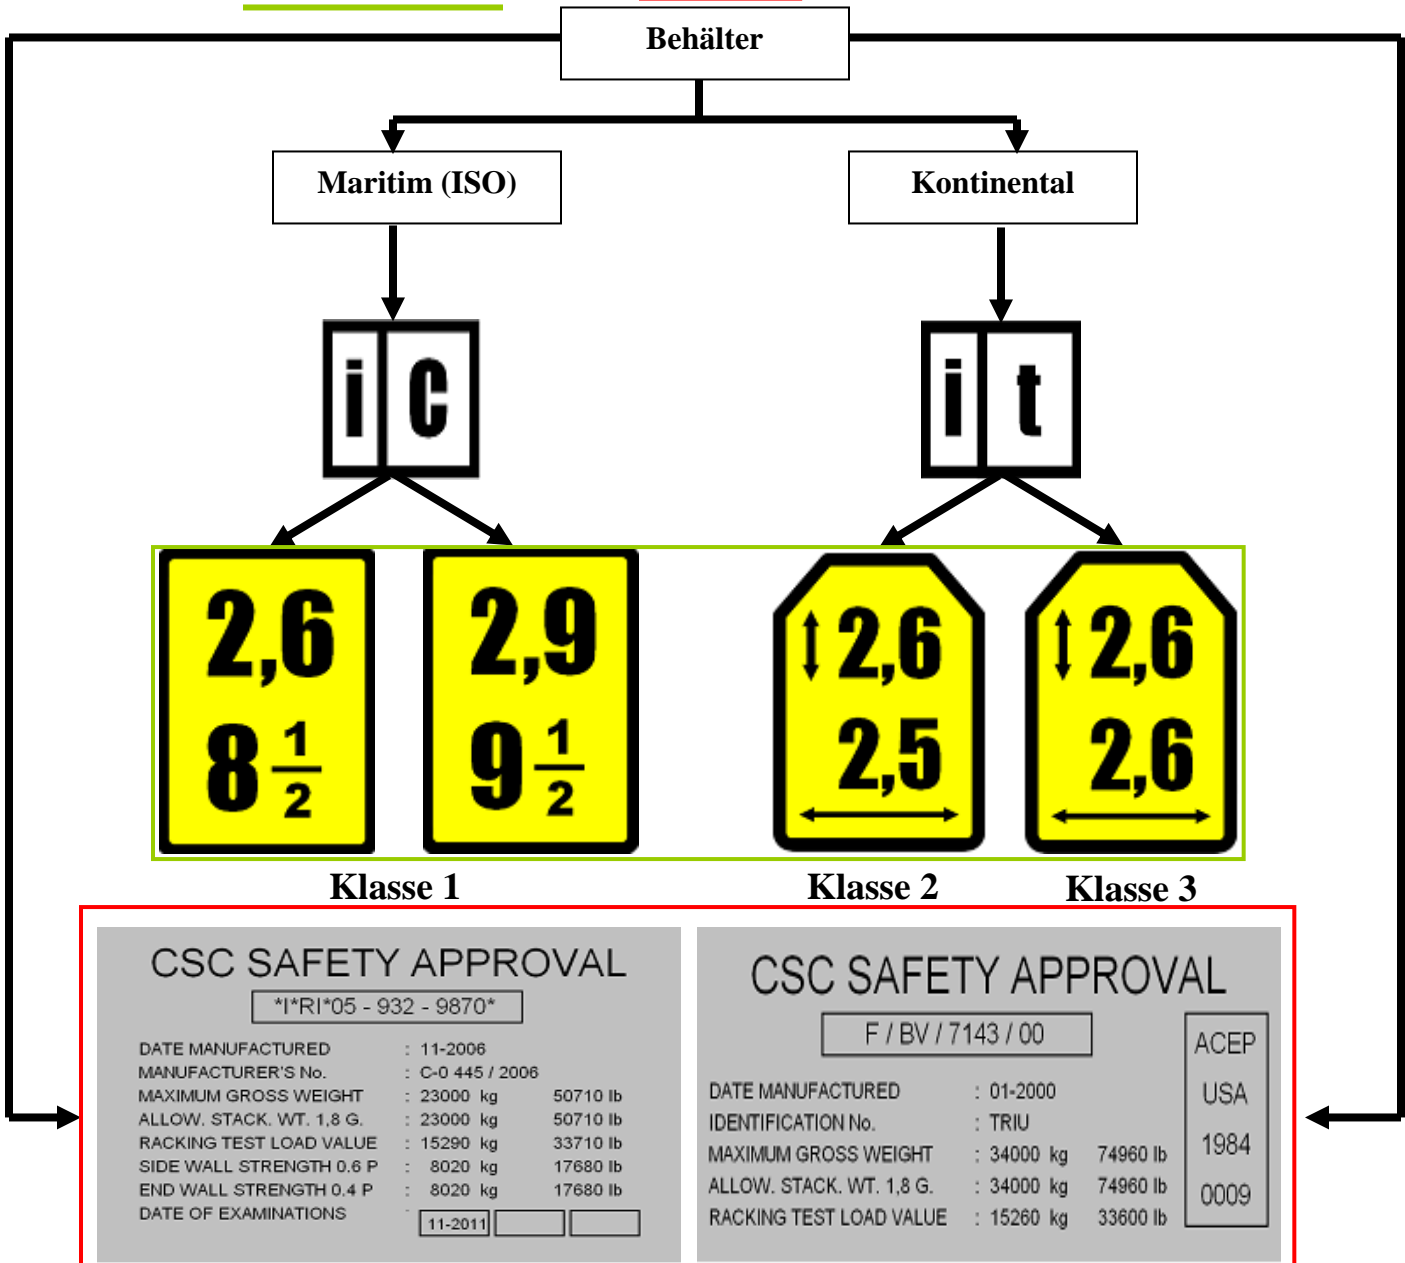 Behälter
Maritim (ISO)
Kontinental
i c
i t
2,6
8 1/2
2,9
9 1/2
2,6
2,5
2,6
2,6
Klasse 1
Klasse 2
Klasse 3
CSC SAFETY APPROVAL
*I*RI*05 - 932 - 9870*
DATE MANUFACTURED : 11-2006
MANUFACTURER'S No. : C-0 445 / 2006
MAXIMUM GROSS WEIGHT : 23000 kg 50710 lb
ALLOW. STACK. WT. 1,8 G. : 23000 kg 50710 lb
RACKING TEST LOAD VALUE : 15290 kg 33710 lb
SIDE WALL STRENGTH 0.6 P : 8020 kg 17680 lb
END WALL STRENGTH 0.4 P : 8020 kg 17680 lb
DATE OF EXAMINATIONS : 11-2011
CSC SAFETY APPROVAL
F / BV / 7143 / 00
DATE MANUFACTURED : 01-2000
IDENTIFICATION No. : TRIU
MAXIMUM GROSS WEIGHT : 34000 kg 74960 lb
ALLOW. STACK. WT. 1,8 G. : 34000 kg 74960 lb
RACKING TEST LOAD VALUE : 15260 kg 33600 lb
ACEP
USA
1984
0009